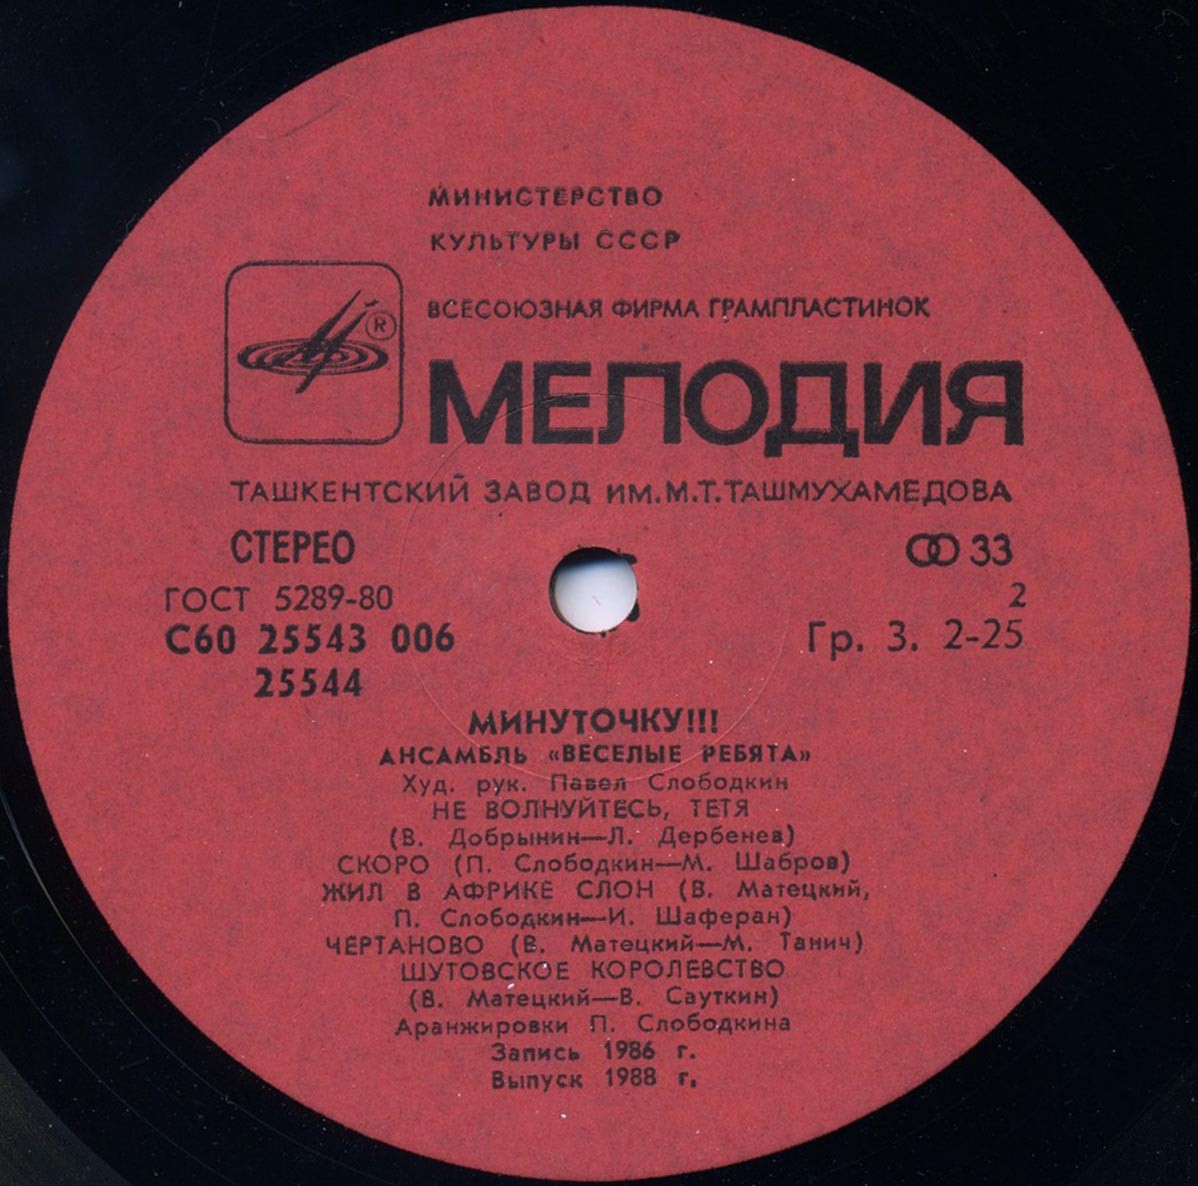 МИНИСТЕРСТВО
КУЛЬТУРЫ СССР
ВСЕСОЮЗНАЯ ФИРМА ГРАМПЛАСТИНОК
®
МЕЛОДИЯ
ТАШКЕНТСКИЙ ЗАВОД ИМ. М. Т. ТАШМУХАМЕДОВА
СТЕРЕО
33
ГОСТ 5289-80
2
С60 25543 006
Гр. 3. 2-25
25544
МИНУТОЧКУ!!!
АНСАМБЛЬ «ВЕСЕЛЫЕ РЕБЯТА»
Худ. рук. Павел Слободкин
НЕ ВОЛНУЙТЕСЬ, ТЕТЯ
(В. Добрынин—Л. Дербенев)
СКОРО (П. Слободкин—М. Шабров)
ЖИЛ В АФРИКЕ СЛОН (В. Матецкий,
П. Слободкин—И. Шаферан)
ЧЕРТАНОВО (В. Матецкий—М. Танич)
ШУТОВСКОЕ КОРОЛЕВСТВО
(В. Матецкий—В. Сауткин)
Аранжировки П. Слободкина
Запись 1986 г.
Выпуск 1988 г.